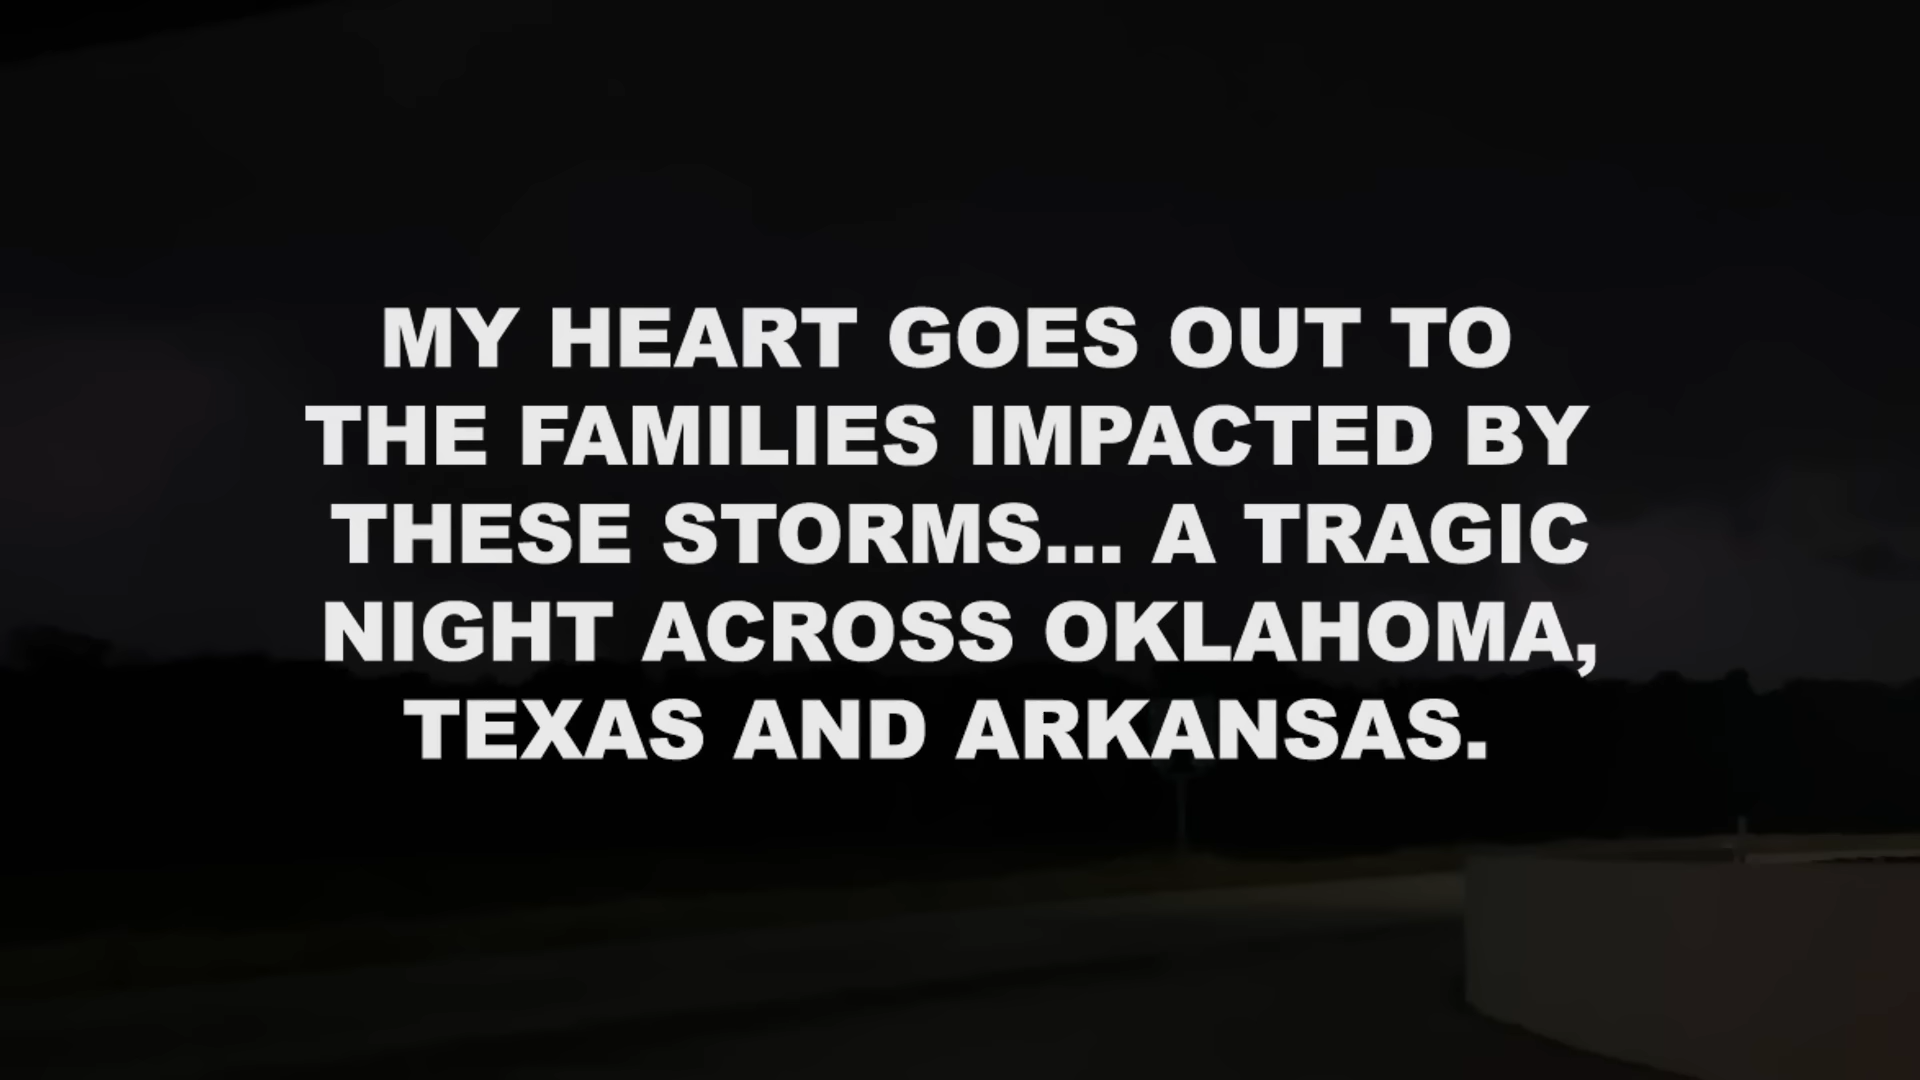 MY HEART GOES OUT TO
THE FAMILIES IMPACTED BY
THESE STORMS... A TRAGIC
NIGHT ACROSS OKLAHOMA,
TEXAS AND ARKANSAS.